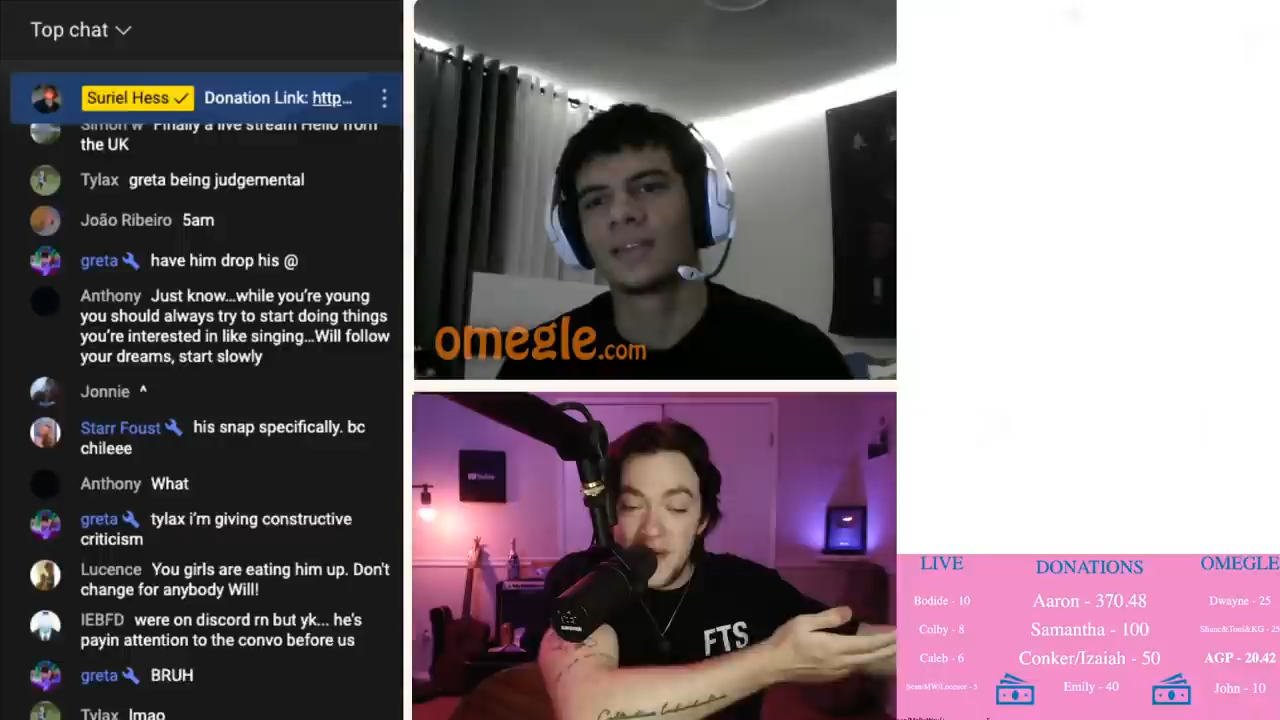 Top chat
Suriel Hess Donation Link: http...
Simon W Finally a live stream Hello from
the UK
Tylax greta being judgemental
João Ribeiro 5am
greta have him drop his @
Anthony Just know...while you're young
you should always try to start doing things
you're interested in like singing...Will follow
your dreams, start slowly
Jonnie ^
Starr Foust his snap specifically. bc
chileee
Anthony What
greta tylax i'm giving constructive
criticism
Lucence You girls are eating him up. Don't
change for anybody Will!
IEBFD were on discord rn but yk... he's
payin attention to the convo before us
greta BRUH
Tylax lmao
omegle.com
FTS
LIVE
Bodide - 10
Colby - 8
Caleb - 6
DONATIONS
Aaron - 370.48
Samantha - 100
Conker/Izaiah - 50
Emily - 40
OMEGLE
Dwayne - 25
AGP - 20.42
John - 10